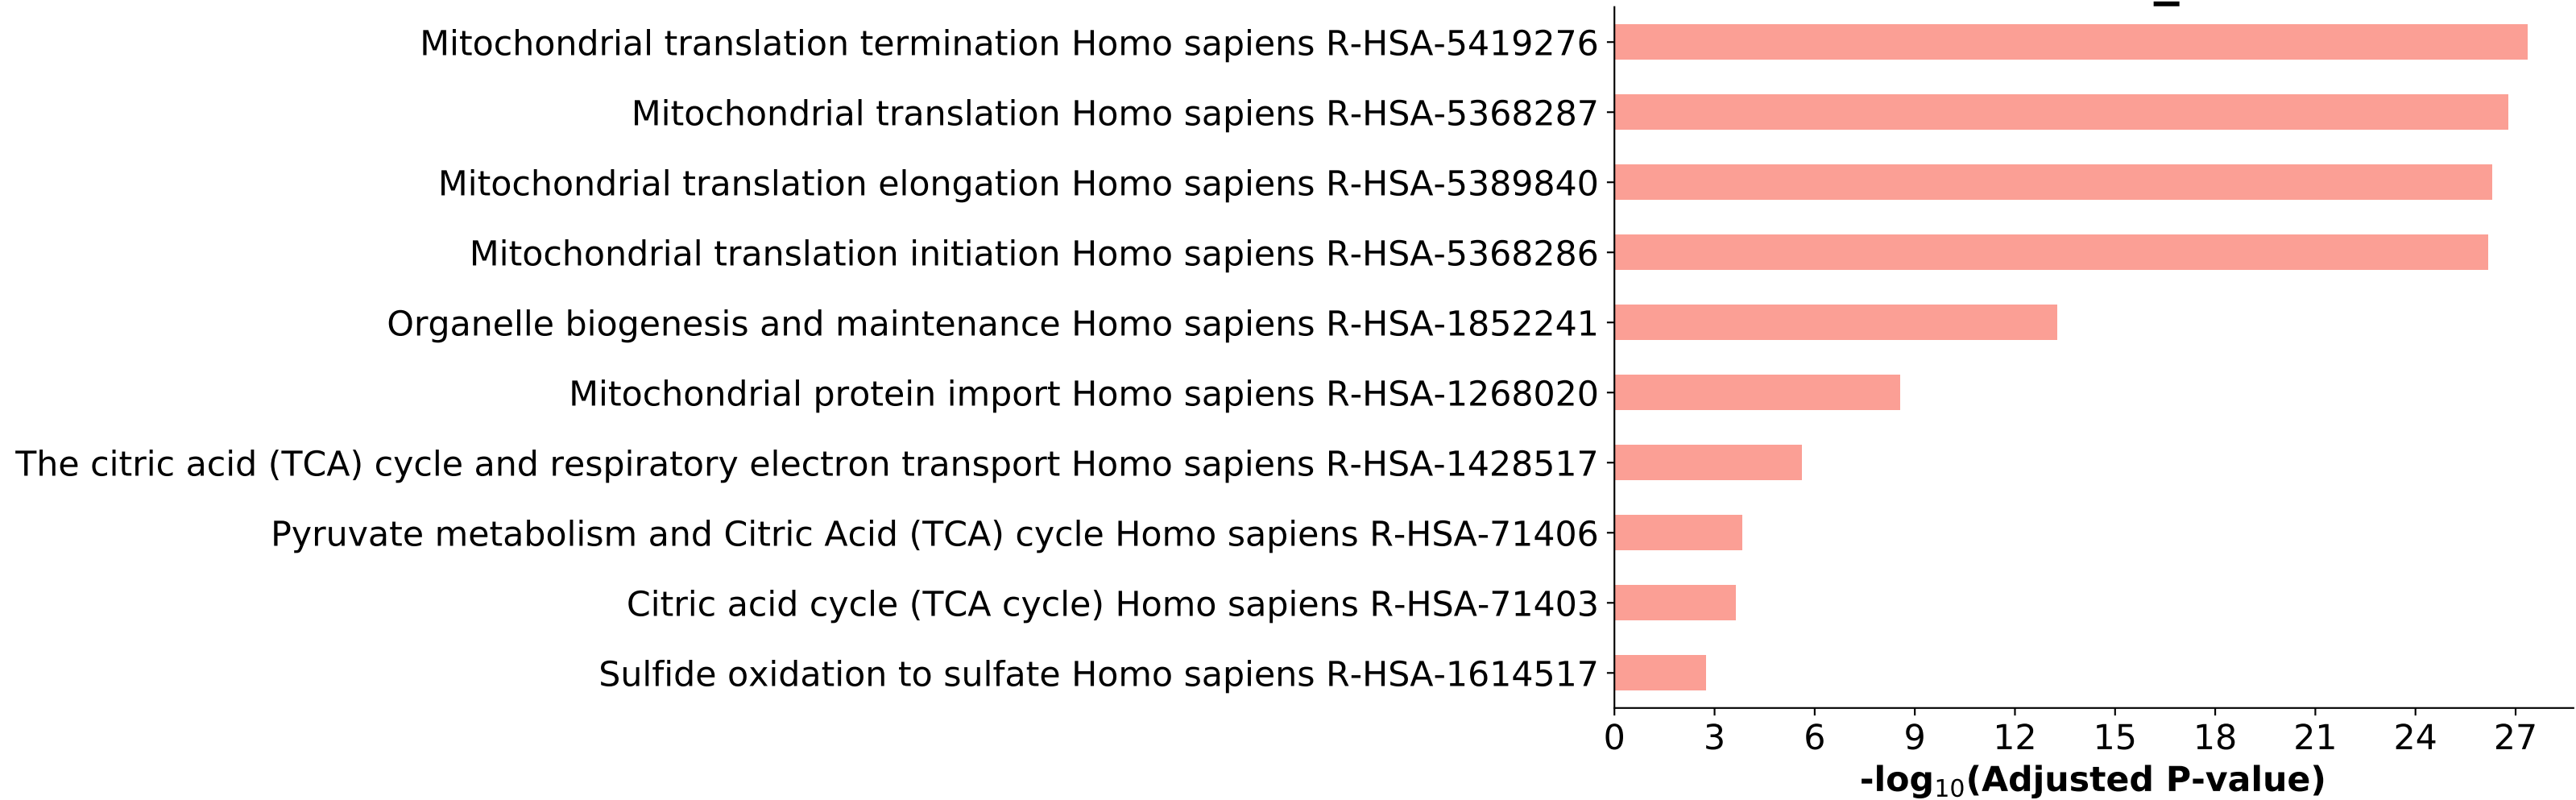 Mitochondrial translation termination Homo sapiens R-HSA-5419276
Mitochondrial translation Homo sapiens R-HSA-5368287
Mitochondrial translation elongation Homo sapiens R-HSA-5389840
Mitochondrial translation initiation Homo sapiens R-HSA-5368286
Organelle biogenesis and maintenance Homo sapiens R-HSA-1852241
Mitochondrial protein import Homo sapiens R-HSA-1268020
The citric acid (TCA) cycle and respiratory electron transport Homo sapiens R-HSA-1428517
Pyruvate metabolism and Citric Acid (TCA) cycle Homo sapiens R-HSA-71406
Citric acid cycle (TCA cycle) Homo sapiens R-HSA-71403
Sulfide oxidation to sulfate Homo sapiens R-HSA-1614517
0 3 6 9 12 15 18 21 24 27
-log₁₀(Adjusted P-value)